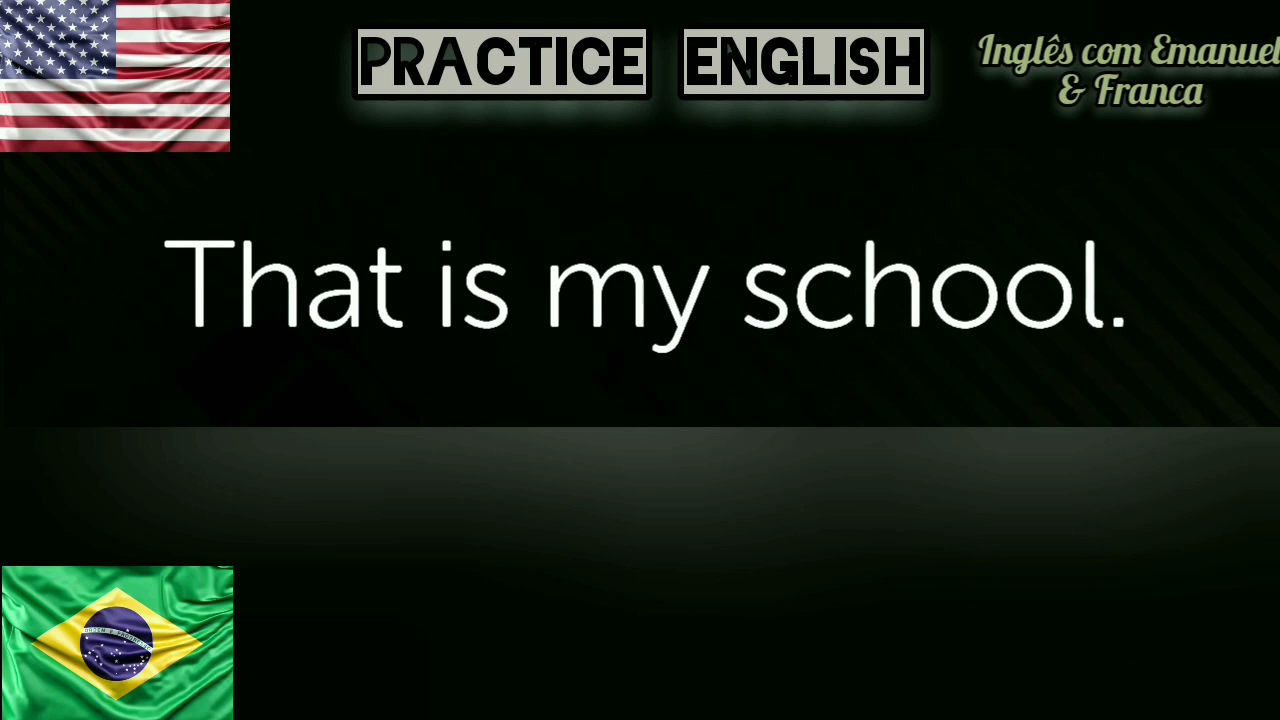 PRACTICE ENGLISH
Inglês com Emanuel
& Franca
That is my school.